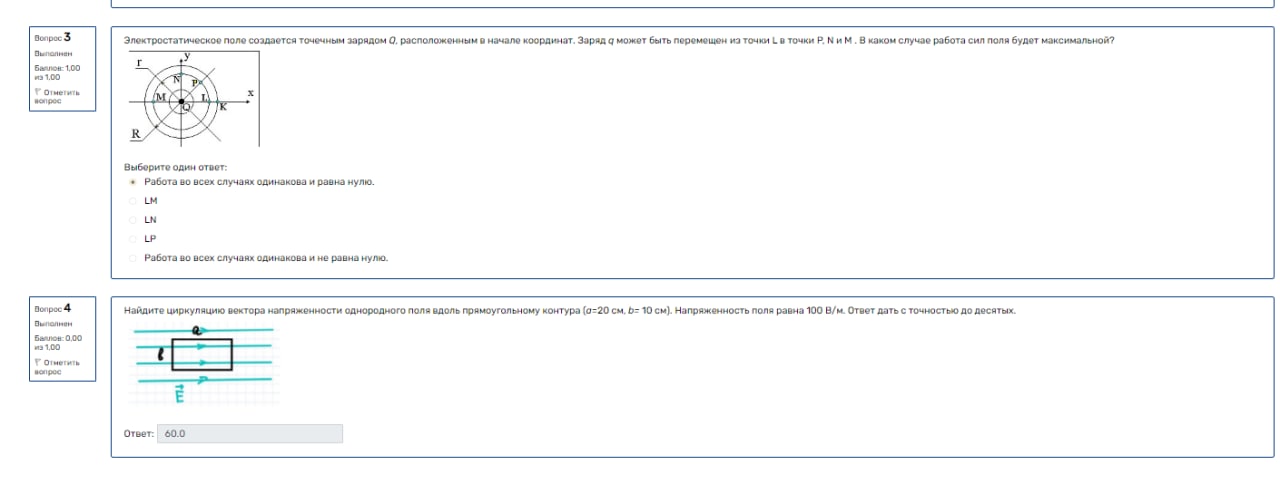 Вопрос 3
Выполнен
Баллов: 1,00
из 1,00
Отметить
вопрос
Электростатическое поле создается точечным зарядом Q, расположенным в начале координат. Заряд q может быть перемещен из точки L в точки P, N и M . В каком случае работа сил поля будет максимальной?
r
y
N
P
x
M
L
Q
K
R
Выберите один ответ:
Работа во всех случаях одинакова и равна нулю.
LM
LN
LP
Работа во всех случаях одинакова и не равна нулю.
Вопрос 4
Выполнен
Баллов: 0,00
из 1,00
Отметить
вопрос
Найдите циркуляцию вектора напряженности однородного поля вдоль прямоугольного контура (a=20 см, b= 10 см). Напряженность поля равна 100 В/м. Ответ дать с точностью до десятых.
a
b
E
Ответ: 60.0